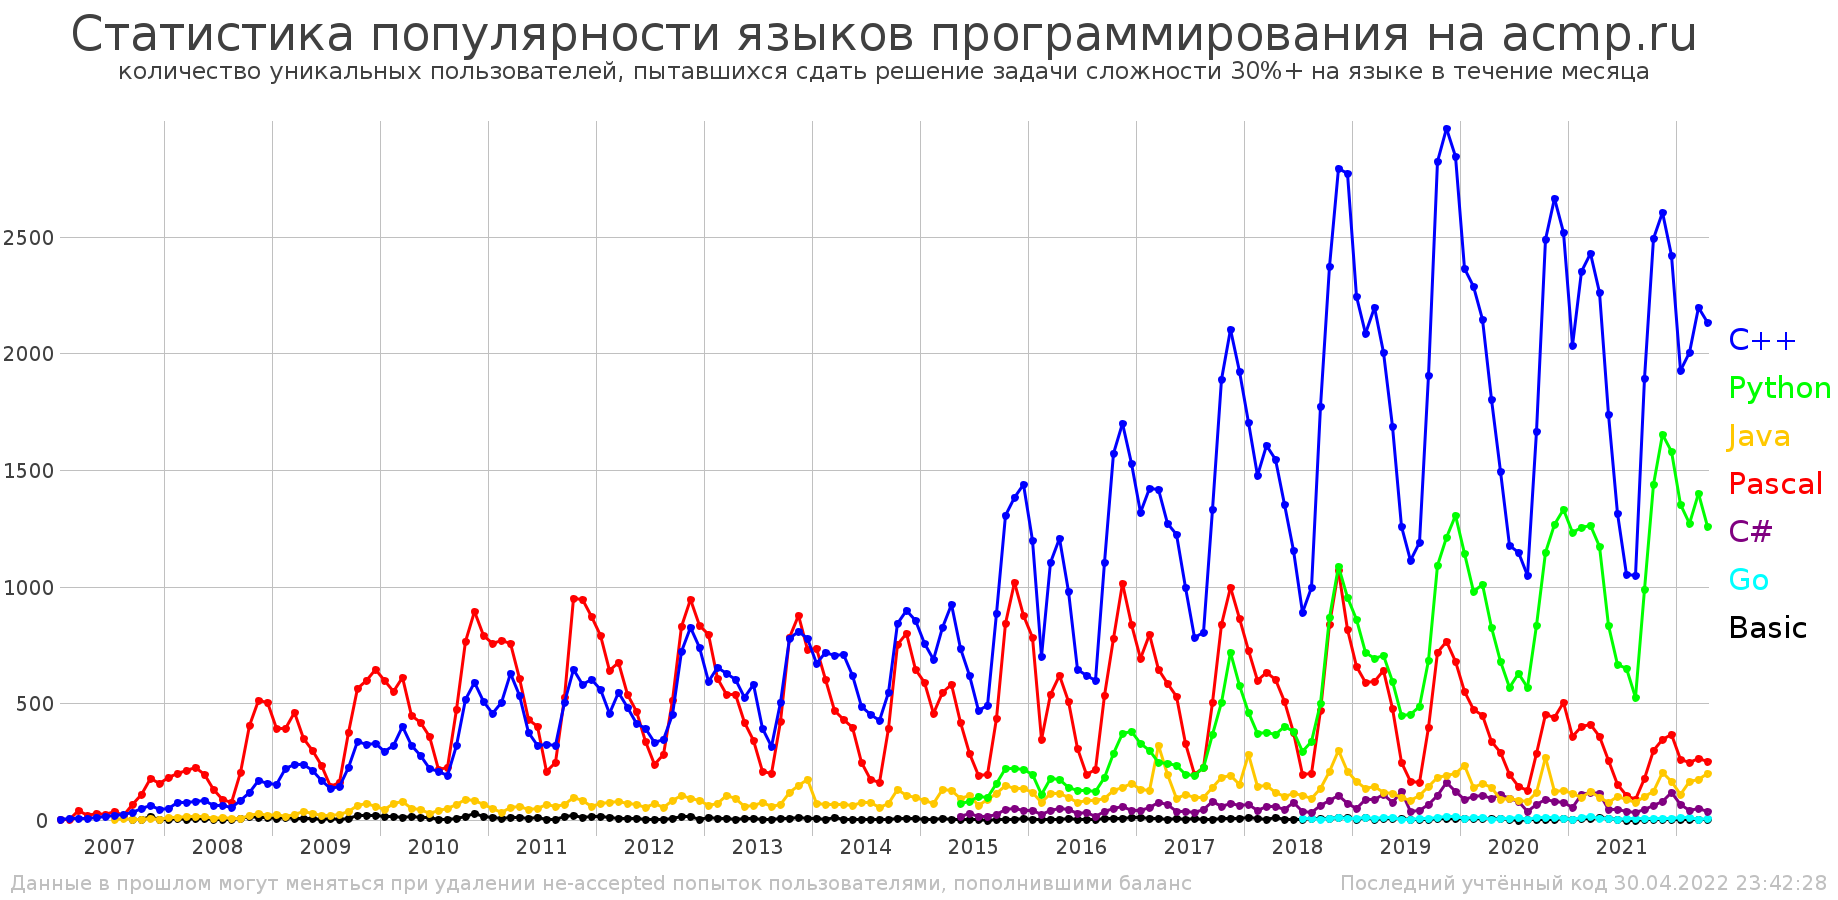 Статистика популярности языков программирования на acmp.ru
количество уникальных пользователей, пытавшихся сдать решение задачи сложности 30%+ на языке в течение месяца
2500
2000
1500
1000
500
0
C++
Python
Java
Pascal
C#
Go
Basic
2007 2008 2009 2010 2011 2012 2013 2014 2015 2016 2017 2018 2019 2020 2021
Данные в прошлом могут меняться при удалении не-accepted попыток пользователями, пополнившими баланс
Последний учтённый код 30.04.2022 23:42:28